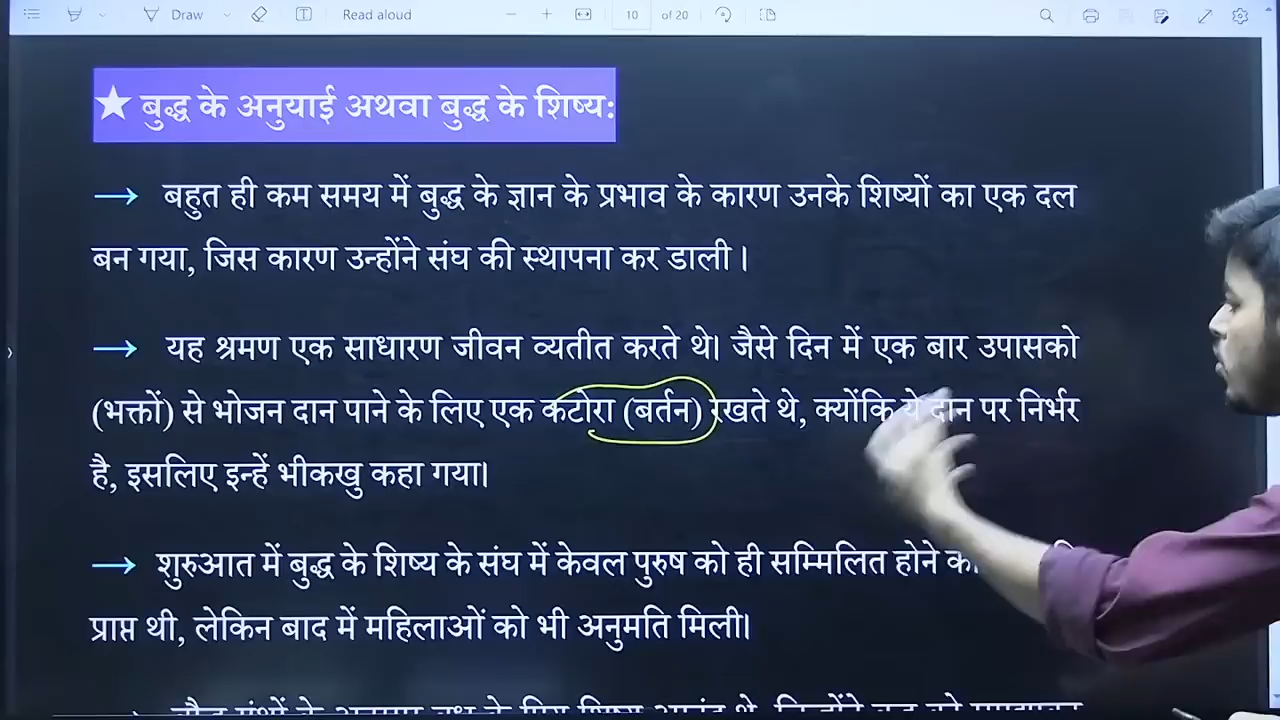 Draw
Read aloud
10 of 20
★ बुद्ध के अनुयाई अथवा बुद्ध के शिष्य:
→ बहुत ही कम समय में बुद्ध के ज्ञान के प्रभाव के कारण उनके शिष्यों का एक दल
बन गया, जिस कारण उन्होंने संघ की स्थापना कर डाली ।
→ यह श्रमण एक साधारण जीवन व्यतीत करते थे। जैसे दिन में एक बार उपासको
(भक्तों) से भोजन दान पाने के लिए एक कटोरा (बर्तन) रखते थे, क्योंकि ये दान पर निर्भर
है, इसलिए इन्हें भीकखु कहा गया।
→ शुरुआत में बुद्ध के शिष्य के संघ में केवल पुरुष को ही सम्मिलित होने
प्राप्त थी, लेकिन बाद में महिलाओं को भी अनुमति मिली।